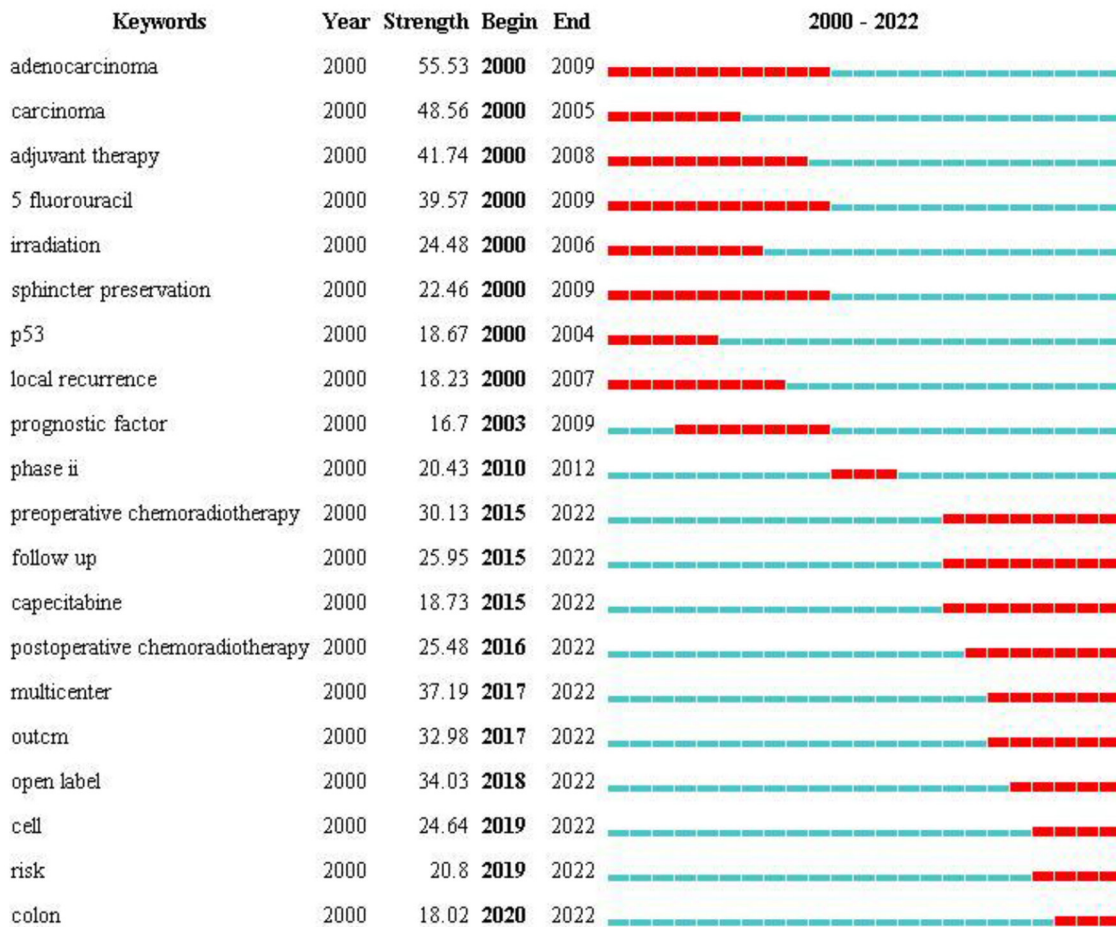 Keywords Year Strength Begin End 2000 - 2022
adenocarcinoma 2000 55.53 2000 2009
carcinoma 2000 48.56 2000 2005
adjuvant therapy 2000 41.74 2000 2008
5 fluorouracil 2000 39.57 2000 2009
irradiation 2000 24.48 2000 2006
sphincter preservation 2000 22.46 2000 2009
p53 2000 18.67 2000 2004
local recurrence 2000 18.23 2000 2007
prognostic factor 2000 16.7 2003 2009
phase ii 2000 20.43 2010 2012
preoperative chemoradiotherapy 2000 30.13 2015 2022
follow up 2000 25.95 2015 2022
capecitabine 2000 18.73 2015 2022
postoperative chemoradiotherapy 2000 25.48 2016 2022
multicenter 2000 37.19 2017 2022
outcm 2000 32.98 2017 2022
open label 2000 34.03 2018 2022
cell 2000 24.64 2019 2022
risk 2000 20.8 2019 2022
colon 2000 18.02 2020 2022